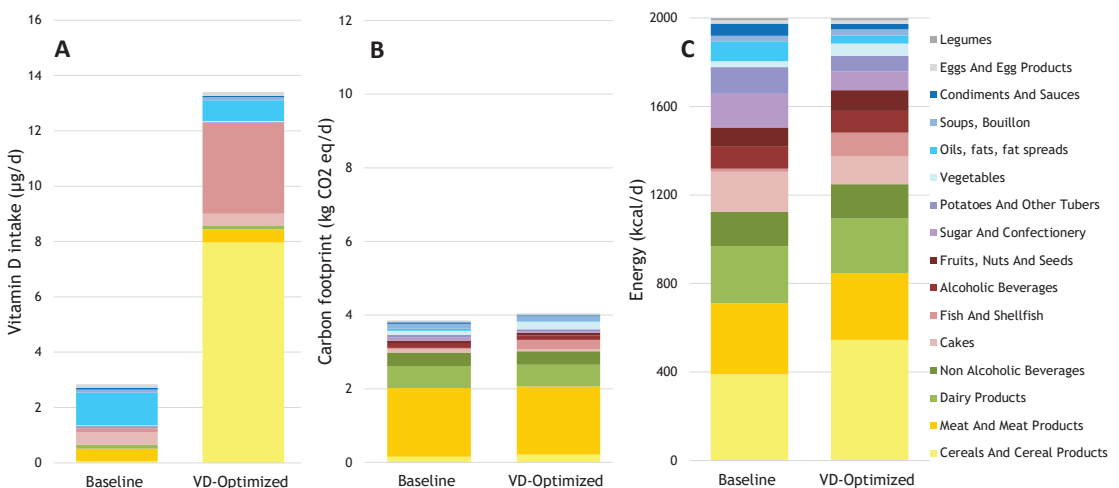 A
Vitamin D intake (µg/d)
16
14
12
10
8
6
4
2
0
Baseline
VD-Optimized
B
Carbon footprint (kg CO2 eq/d)
12
10
8
6
4
2
0
Baseline
VD-Optimized
C
Energy (kcal/d)
2000
1600
1200
800
400
0
Baseline
VD-Optimized
Legumes
Eggs And Egg Products
Condiments And Sauces
Soups, Bouillon
Oils, fats, fat spreads
Vegetables
Potatoes And Other Tubers
Sugar And Confectionery
Fruits, Nuts And Seeds
Alcoholic Beverages
Fish And Shellfish
Cakes
Non Alcoholic Beverages
Dairy Products
Meat And Meat Products
Cereals And Cereal Products